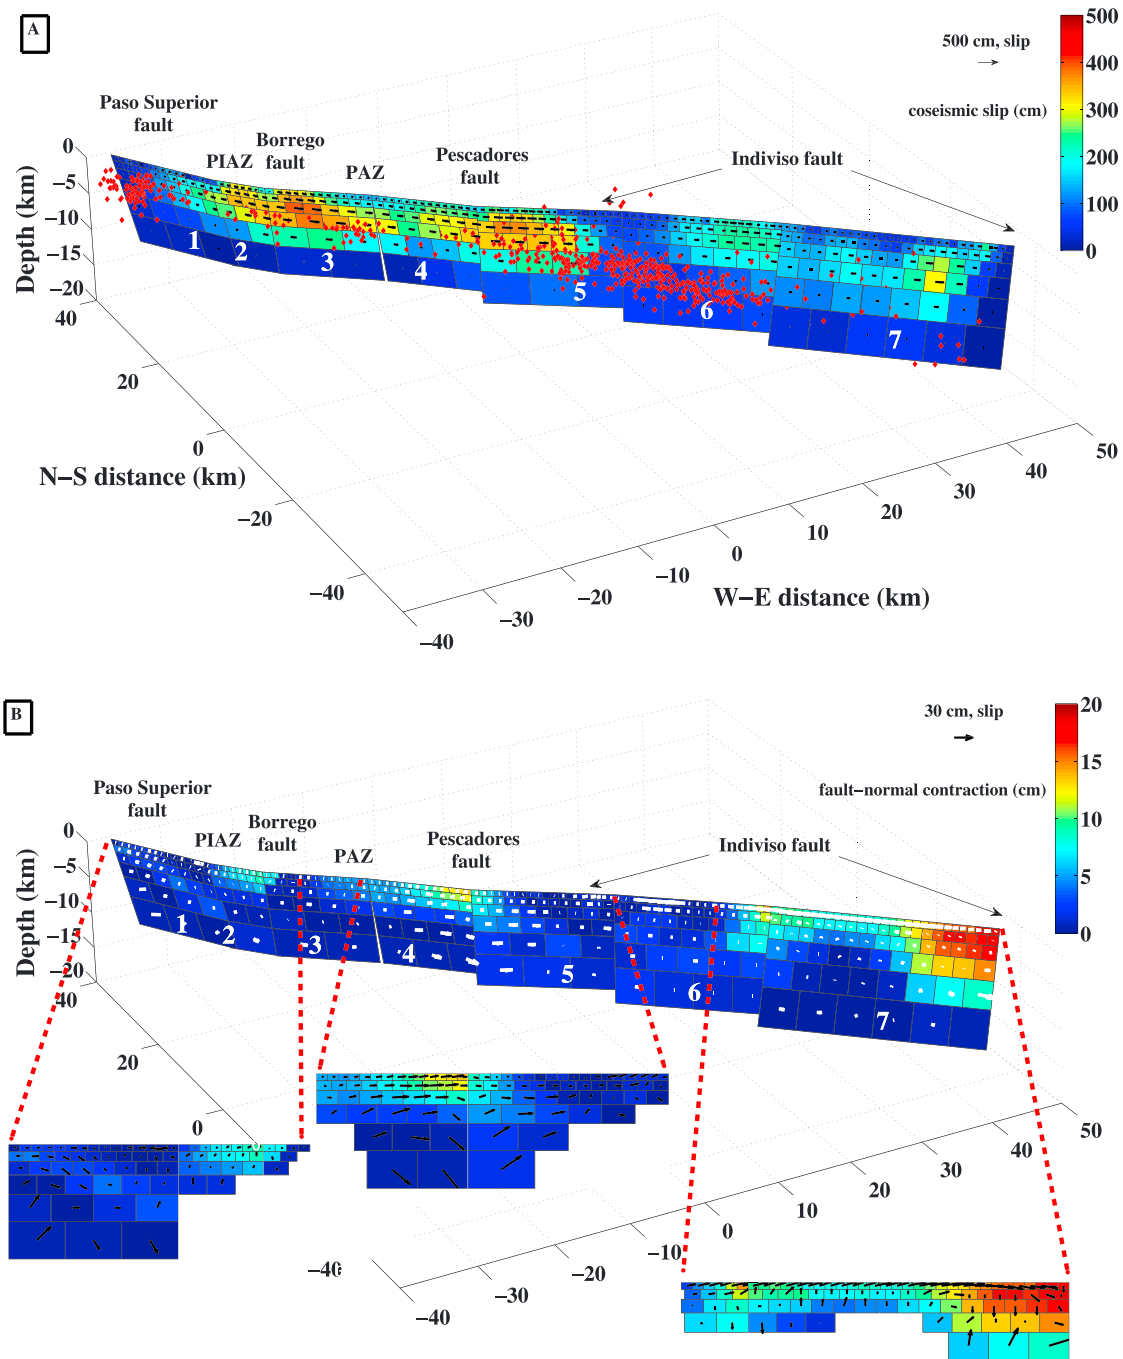 A
500
500 cm, slip
400
Paso Superior
fault
coseismic slip (cm)
300
Borrego
fault
PIAZ
PAZ
Pescadores
fault
Indiviso fault
200
100
0
0
−5
−10
−15
−20
Depth (km)
1
2
3
4
5
6
7
40
20
0
−20
−40
N−S distance (km)
50
40
30
20
10
0
−10
−20
−30
−40
W−E distance (km)
B
20
30 cm, slip
15
Paso Superior
fault
fault−normal contraction (cm)
10
Borrego
fault
PIAZ
PAZ
Pescadores
fault
Indiviso fault
5
0
0
−5
−10
−15
−20
Depth (km)
1
2
3
4
5
6
7
40
20
0
−40
50
40
30
20
10
0
−10
−20
−30
−40